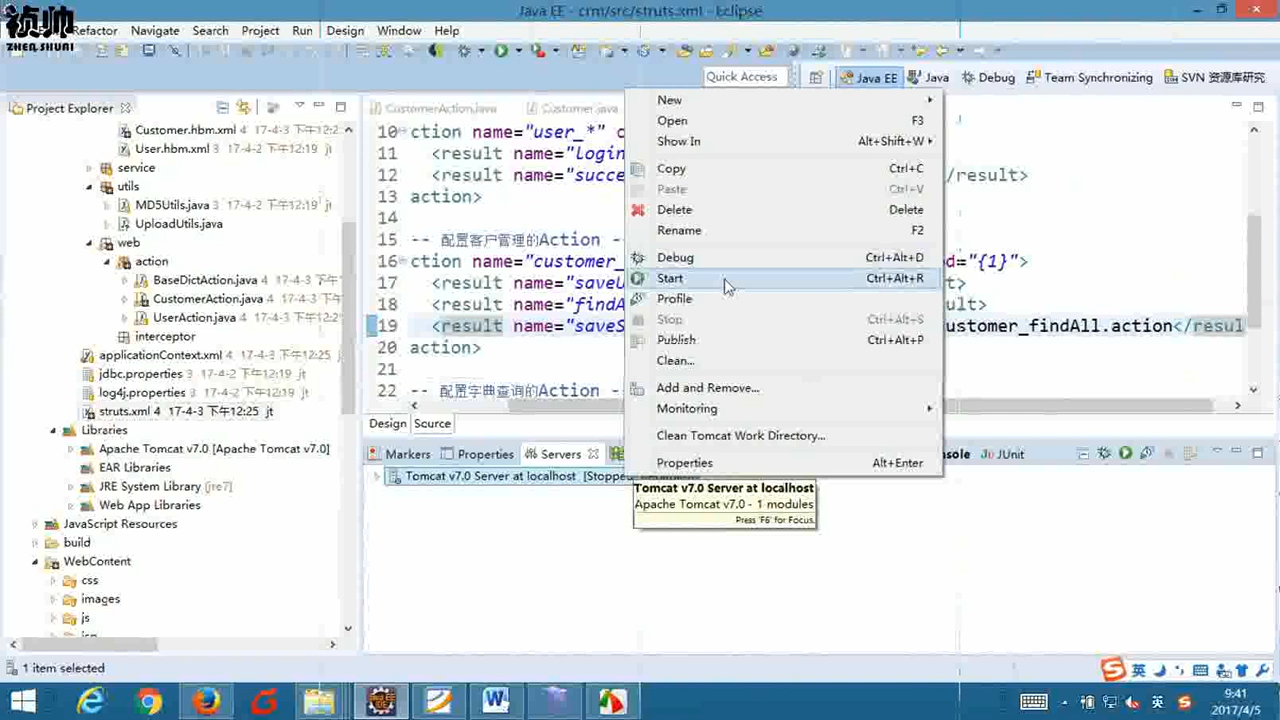 Java EE - crm/src/struts.xml - Eclipse
祯帅
ZHEN SHUAI
Refactor Navigate Search Project Run Design Window Help
Quick Access
Java EE
Java
Debug
Team Synchronizing
SVN 资源库研究
Project Explorer
Customer.hbm.xml 4 17-4-3 下午12:2
User.hbm.xml 4 17-4-2 下午12:19 jt
service
utils
MD5Utils.java 3 17-4-2 下午12:19 jt
UploadUtils.java
web
action
BaseDictAction.java 4 17-4-3 下午
CustomerAction.java 4 17-4-3 下午
UserAction.java 4 17-4-3 下午12:
interceptor
applicationContext.xml 4 17-4-3 下午12:25 j
jdbc.properties 3 17-4-2 下午12:19 jt
log4j.properties 3 17-4-2 下午12:19 jt
struts.xml 4 17-4-3 下午12:25 jt
Libraries
Apache Tomcat v7.0 [Apache Tomcat v7.0]
EAR Libraries
JRE System Library [jre7]
Web App Libraries
JavaScript Resources
build
WebContent
css
images
js
CustomerAction.java
Customer.java
10 ction name="user_*" c
11 <result name="login
12 <result name="succe </result>
13 action>
14
15 -- 配置客户管理的Action --
16 ction name="customer_ od="{1}">
17 <result name="saveU t>
18 <result name="findA ult>
19 <result name="saveS ustomer_findAll.action</resul
20 action>
21
22 -- 配置字典查询的Action --
Design Source
New
Open F3
Show In Alt+Shift+W
Copy Ctrl+C
Paste Ctrl+V
Delete Delete
Rename F2
Debug Ctrl+Alt+D
Start Ctrl+Alt+R
Profile
Stop Ctrl+Alt+S
Publish Ctrl+Alt+P
Clean...
Add and Remove...
Monitoring
Clean Tomcat Work Directory...
Properties Alt+Enter
Markers Properties Servers nsole JUnit
Tomcat v7.0 Server at localhost [Stopped
Tomcat v7.0 Server at localhost
Apache Tomcat v7.0 - 1 modules
Press 'F6' for Focus.
1 item selected
英
英
9:41
2017/4/5